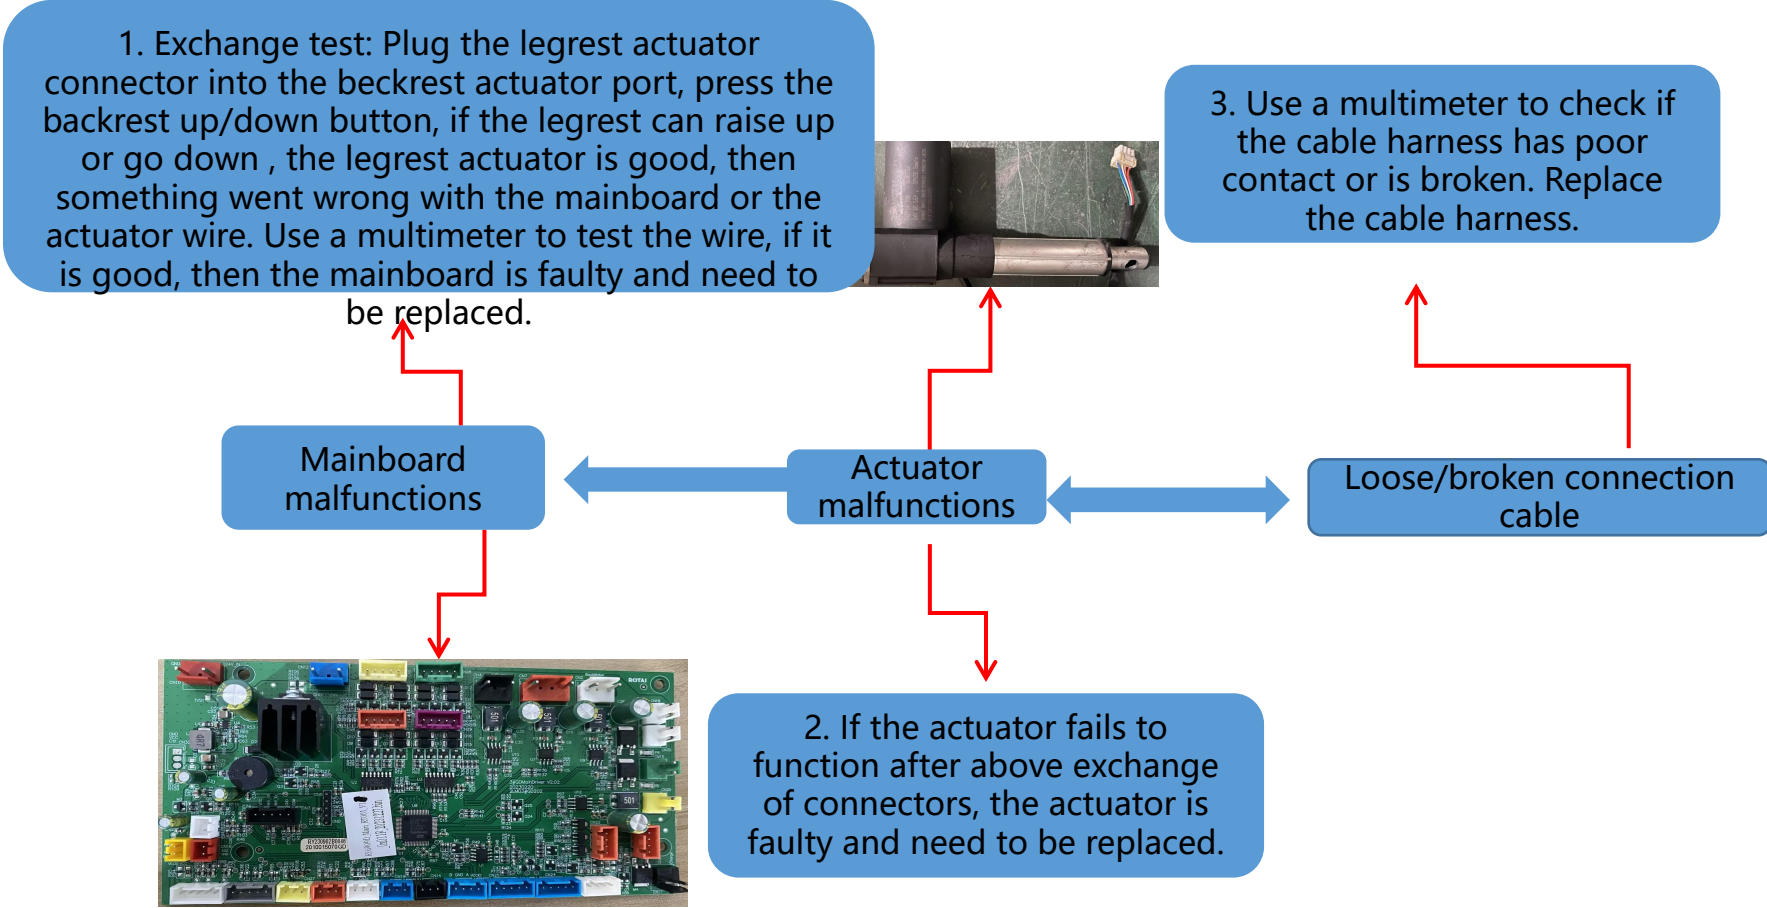 1. Exchange test: Plug the legrest actuator
connector into the beckrest actuator port, press the
backrest up/down button, if the legrest can raise up
or go down , the legrest actuator is good, then
something went wrong with the mainboard or the
actuator wire. Use a multimeter to test the wire, if it
is good, then the mainboard is faulty and need to
be replaced.
3. Use a multimeter to check if
the cable harness has poor
contact or is broken. Replace
the cable harness.
Mainboard
malfunctions
Actuator
malfunctions
Loose/broken connection
cable
2. If the actuator fails to
function after above exchange
of connectors, the actuator is
faulty and need to be replaced.
ROTAI
501
501
501